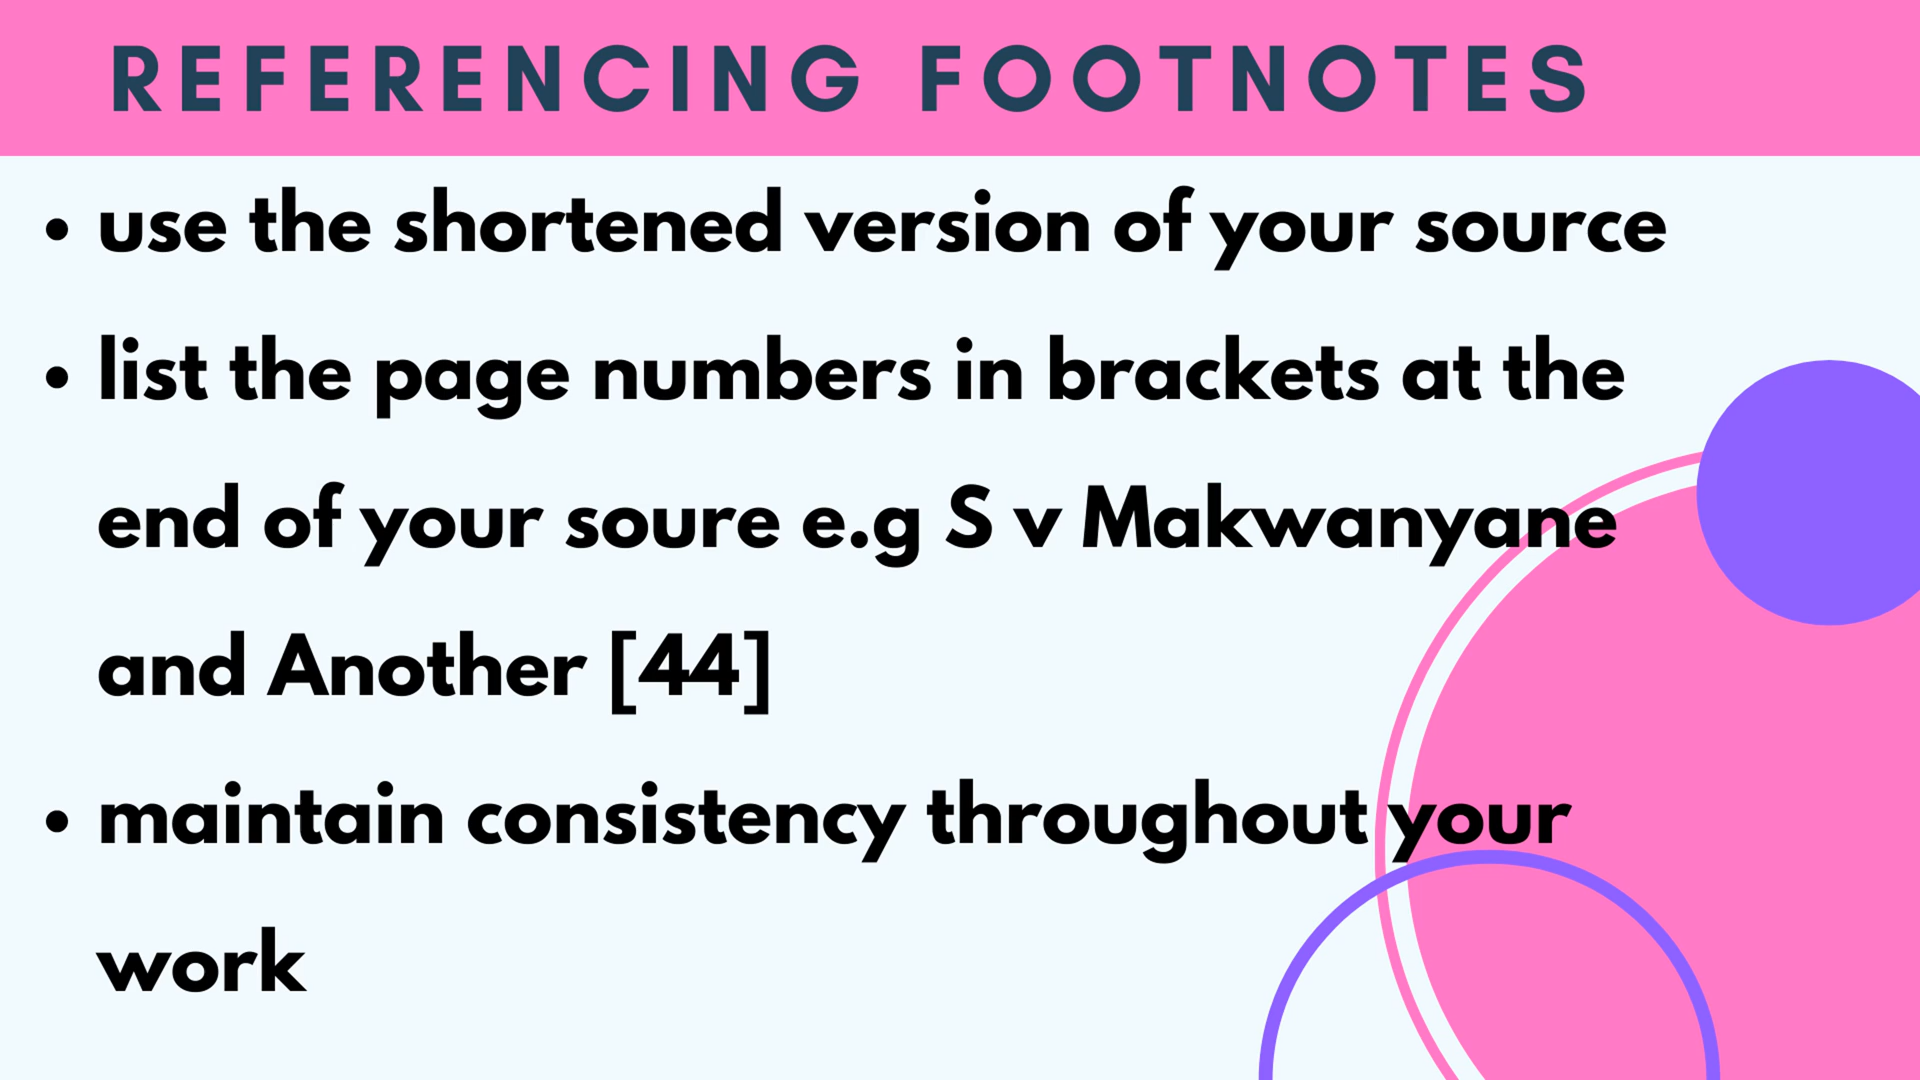 REFERENCING FOOTNOTES
• use the shortened version of your source
• list the page numbers in brackets at the
end of your soure e.g S v Makwanyane
and Another [44]
• maintain consistency throughout your
work